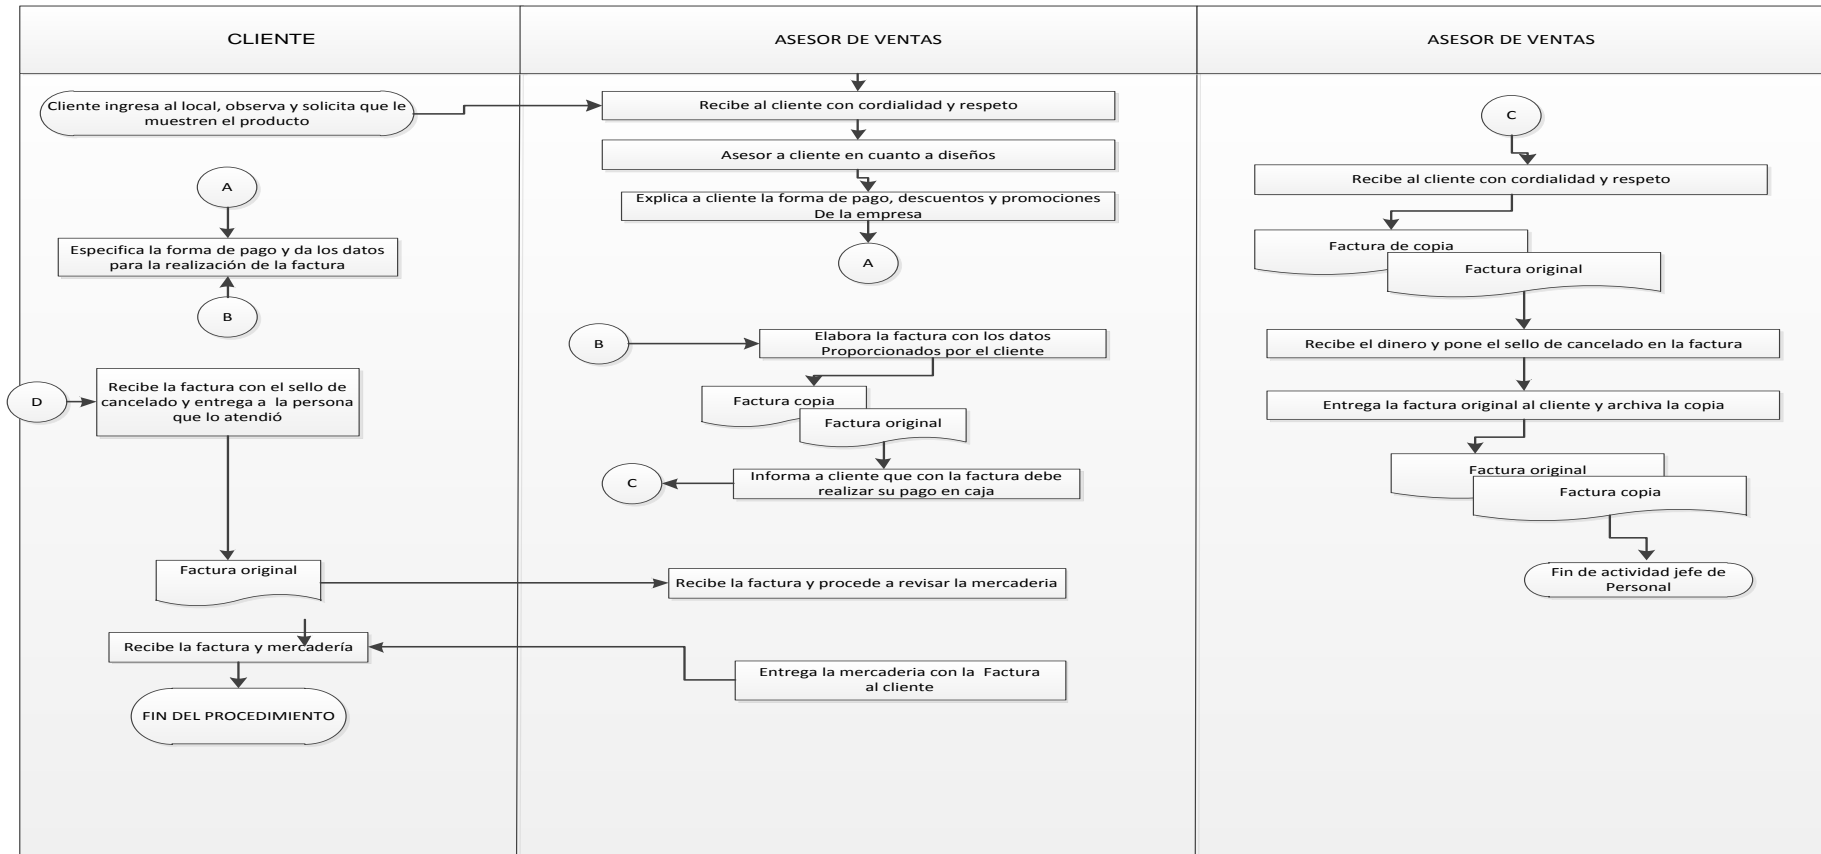 CLIENTE
ASESOR DE VENTAS
ASESOR DE VENTAS
Cliente ingresa al local, observa y solicita que le
muestren el producto
A
Especifica la forma de pago y da los datos
para la realización de la factura
B
D
Recibe la factura con el sello de
cancelado y entrega a la persona
que lo atendió
Factura original
Recibe la factura y mercadería
FIN DEL PROCEDIMIENTO
Recibe al cliente con cordialidad y respeto
Asesor a cliente en cuanto a diseños
Explica a cliente la forma de pago, descuentos y promociones
De la empresa
A
B
Elabora la factura con los datos
Proporcionados por el cliente
Factura copia
Factura original
Informa a cliente que con la factura debe
realizar su pago en caja
C
Recibe la factura y procede a revisar la mercaderia
Entrega la mercaderia con la Factura
al cliente
C
Recibe al cliente con cordialidad y respeto
Factura de copia
Factura original
Recibe el dinero y pone el sello de cancelado en la factura
Entrega la factura original al cliente y archiva la copia
Factura original
Factura copia
Fin de actividad jefe de
Personal